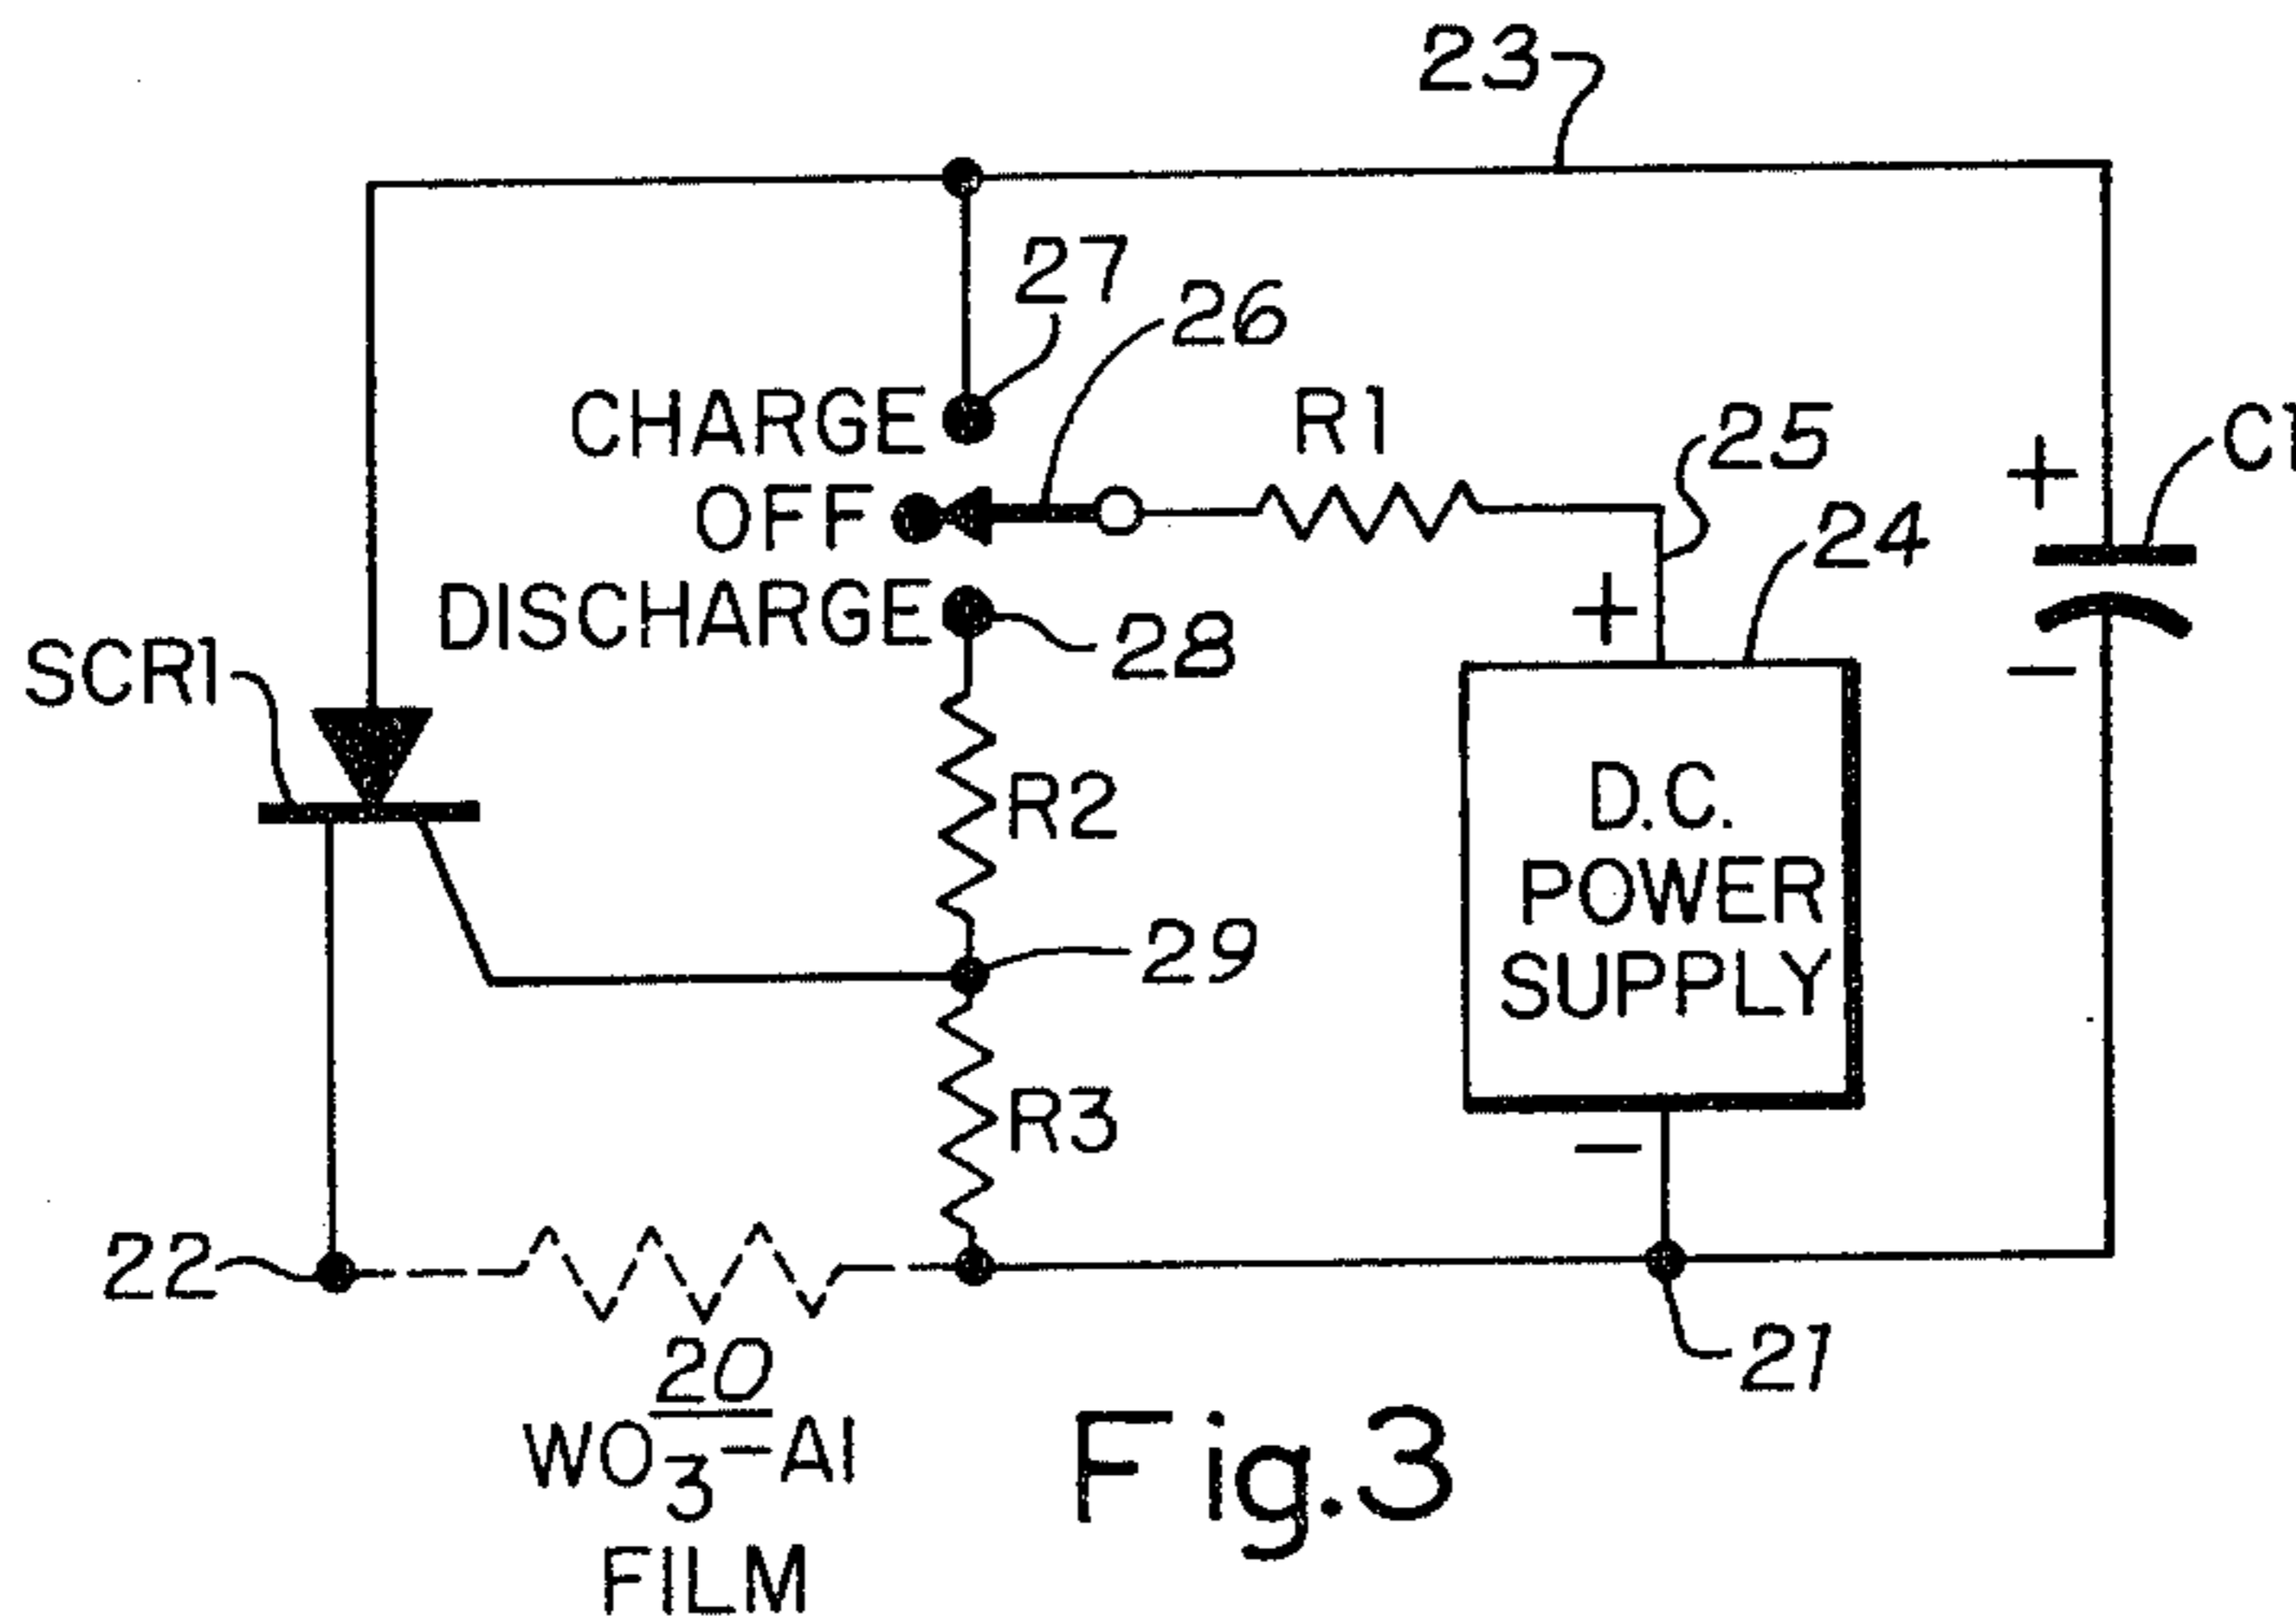 23
27
26
CHARGE
R1
25
C1
+
OFF
24
+
DISCHARGE
28
SCR1
−
D.C.
POWER
SUPPLY
R2
29
R3
−
22
21
20
WO3-Al
FILM
Fig.3